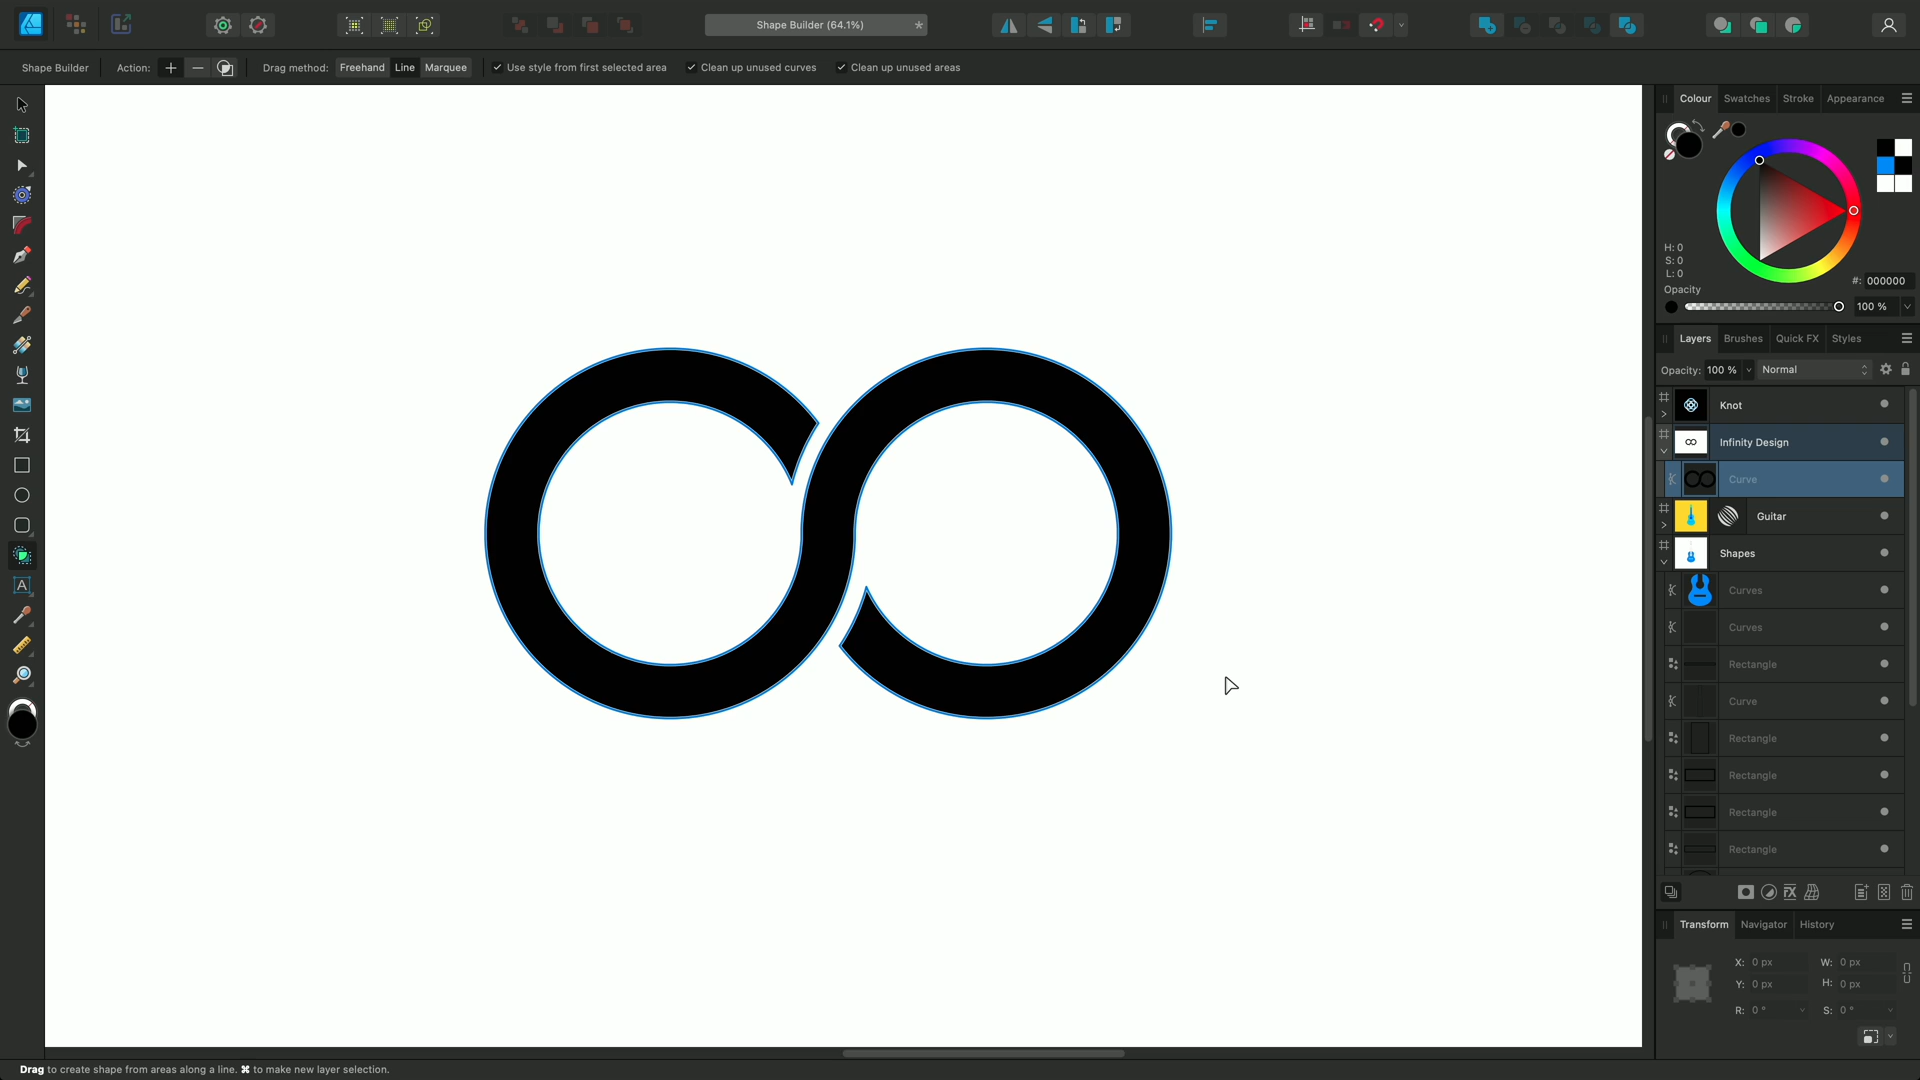 Shape Builder (64.1%)
*
Shape Builder
Action:
Drag method: Freehand Line Marquee
Use style from first selected area
Clean up unused curves
Clean up unused areas
Colour Swatches Stroke Appearance
H: 0
S: 0
L: 0
#: 000000
Opacity
100 %
Layers Brushes Quick FX Styles
Opacity: 100 % Normal
Knot
Infinity Design
Curve
Guitar
Shapes
Curves
Curves
Rectangle
Curve
Rectangle
Rectangle
Rectangle
Rectangle
Transform Navigator History
X: 0 px W: 0 px
Y: 0 px H: 0 px
R: 0 ° S: 0 °
Drag to create shape from areas along a line. ⌘ to make new layer selection.